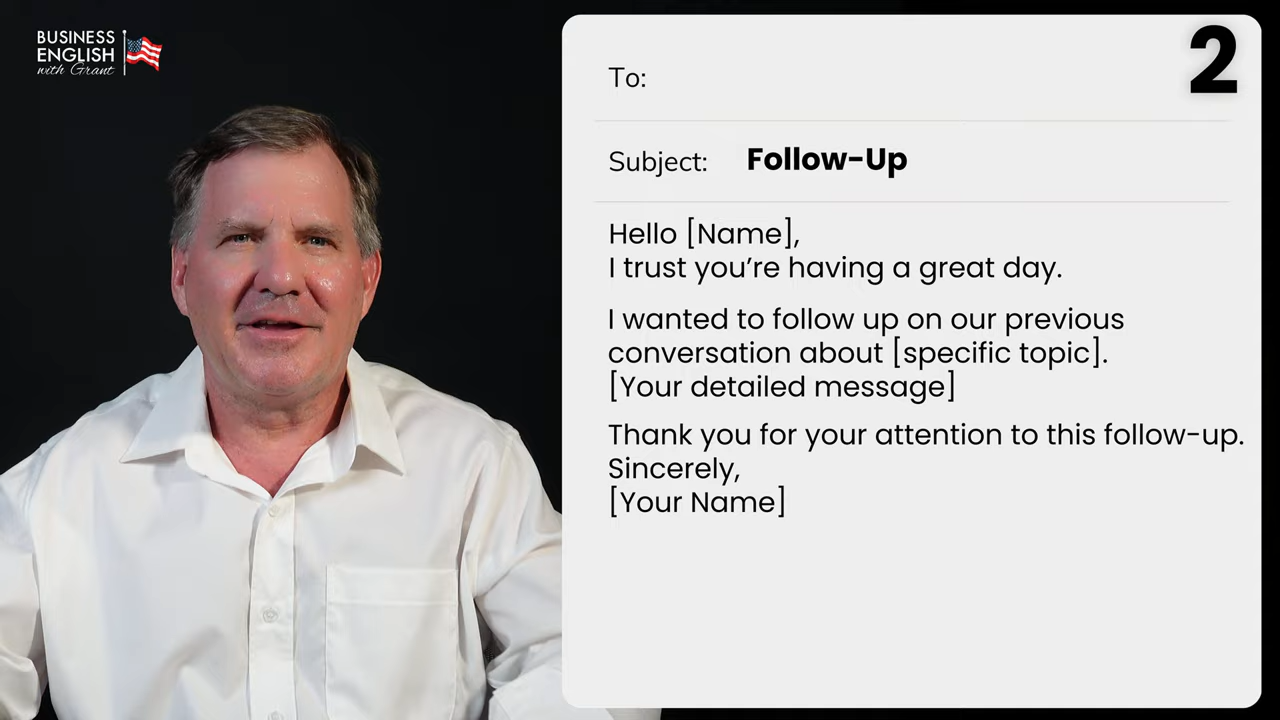 BUSINESS
ENGLISH
with Grant
2
To:
Subject: Follow-Up
Hello [Name],
I trust you’re having a great day.
I wanted to follow up on our previous
conversation about [specific topic].
[Your detailed message]
Thank you for your attention to this follow-up.
Sincerely,
[Your Name]